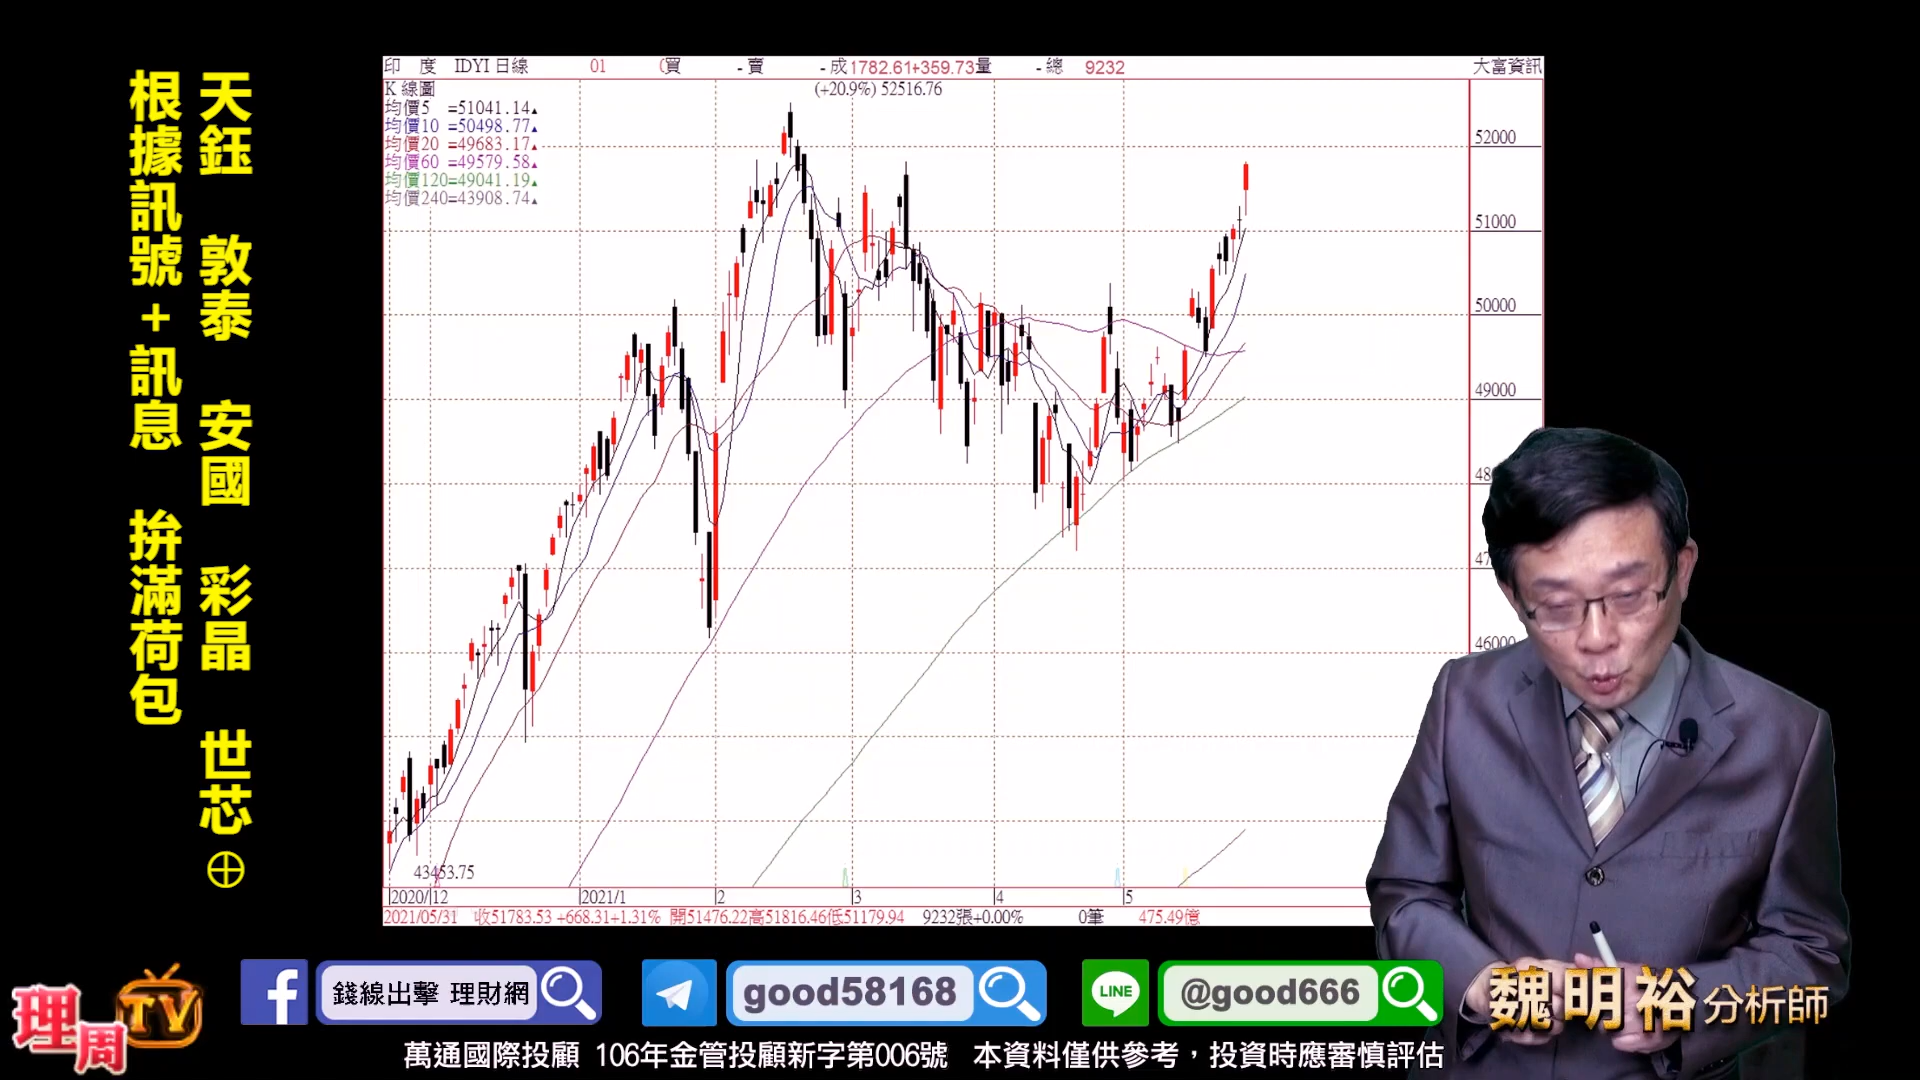 天鈺 敦泰 安國 彩晶 世芯⊕
根據訊號+訊息 拚滿荷包
印 度 IDYI 日線 01 (買 -賣 -成1782.61+359.73量 -總 9232 大富資訊
K 線圖
(+20.9%) 52516.76
均價5 =51041.14▲
均價10 =50498.77▲
均價20 =49683.17▲
均價60 =49579.58▲
均價120=49041.19▲
均價240=43908.74▲
52000
51000
50000
49000
46000
43453.75
2020/12 2021/1 2 3 4 5
2021/05/31 收51783.53 +668.31+1.31% 開51476.22高51816.46低51179.94 9232張+0.00% 0筆 475.49億
魏明裕分析師
理周TV
f 錢線出擊 理財網
good58168
LINE @good666
萬通國際投顧 106年金管投顧新字第006號 本資料僅供參考，投資時應審慎評估